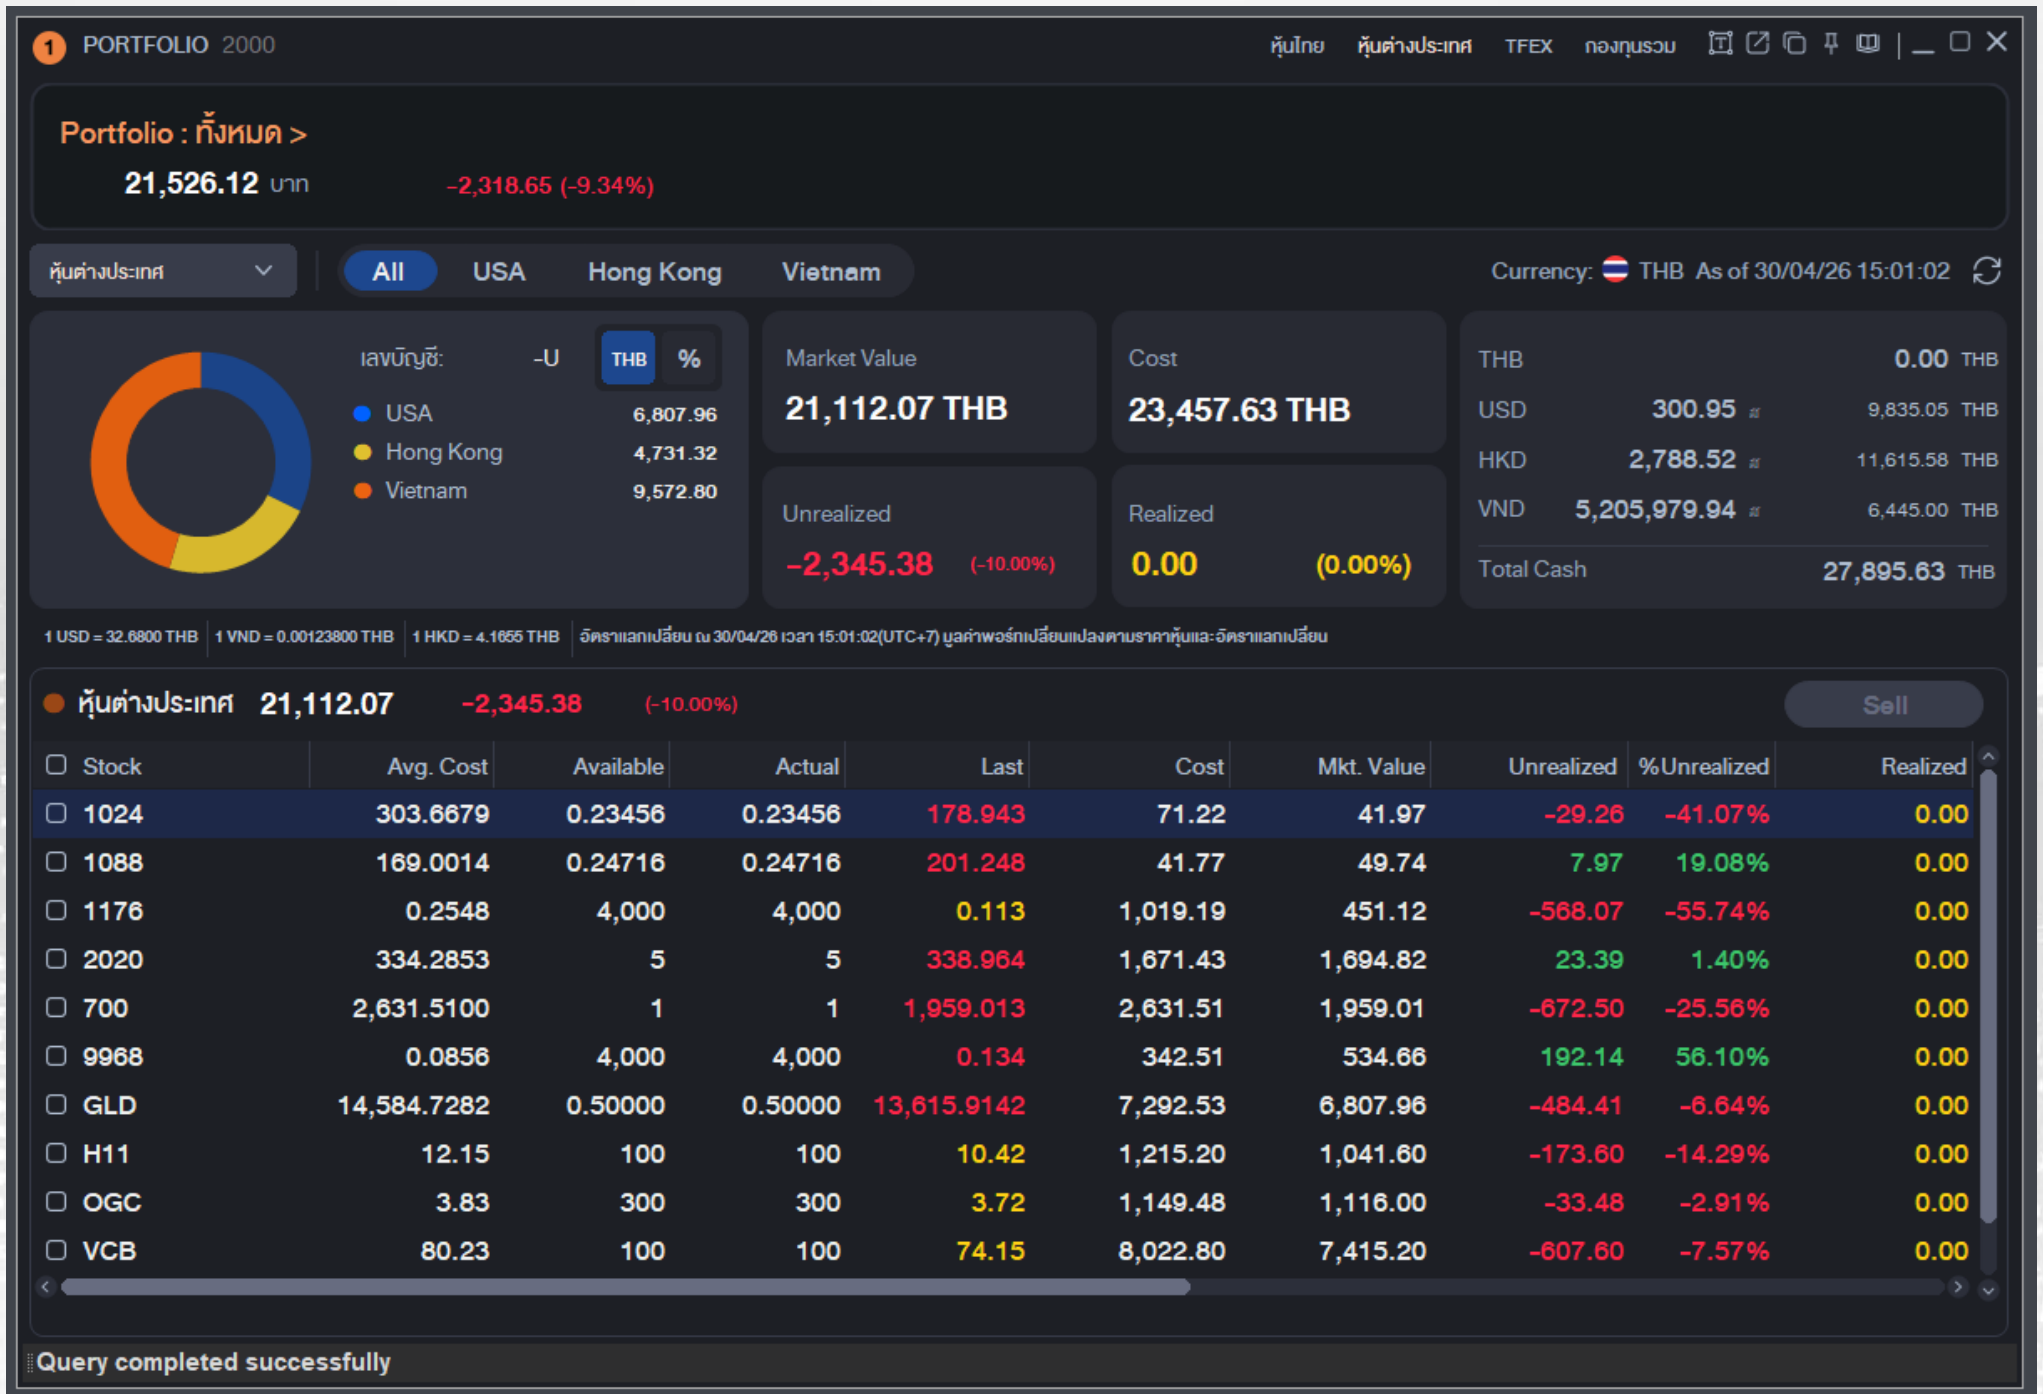 1 PORTFOLIO 2000 หุ้นไทย หุ้นต่างประเทศ TFEX กองทุนรวม
Portfolio : ทั้งหมด >
21,526.12 บาท -2,318.65 (-9.34%)
หุ้นต่างประเทศ All USA Hong Kong Vietnam Currency: THB As of 30/04/26 15:01:02
เลขบัญชี: -U THB %
USA 6,807.96
Hong Kong 4,731.32
Vietnam 9,572.80
Market Value
21,112.07 THB
Cost
23,457.63 THB
Unrealized
-2,345.38 (-10.00%)
Realized
0.00 (0.00%)
THB 0.00 THB
USD 300.95 9,835.05 THB
HKD 2,788.52 11,615.58 THB
VND 5,205,979.94 6,445.00 THB
Total Cash 27,895.63 THB
1 USD = 32.6800 THB 1 VND = 0.00123800 THB 1 HKD = 4.1655 THB อัตราแลกเปลี่ยน ณ 30/04/26 เวลา 15:01:02(UTC+7) มูลค่าพอร์ทเปลี่ยนแปลงตามราคาหุ้นและอัตราแลกเปลี่ยน
หุ้นต่างประเทศ 21,112.07 -2,345.38 (-10.00%) Sell
Stock Avg. Cost Available Actual Last Cost Mkt. Value Unrealized %Unrealized Realized
1024 303.6679 0.23456 0.23456 178.943 71.22 41.97 -29.26 -41.07% 0.00
1088 169.0014 0.24716 0.24716 201.248 41.77 49.74 7.97 19.08% 0.00
1176 0.2548 4,000 4,000 0.113 1,019.19 451.12 -568.07 -55.74% 0.00
2020 334.2853 5 5 338.964 1,671.43 1,694.82 23.39 1.40% 0.00
700 2,631.5100 1 1 1,959.013 2,631.51 1,959.01 -672.50 -25.56% 0.00
9968 0.0856 4,000 4,000 0.134 342.51 534.66 192.14 56.10% 0.00
GLD 14,584.7282 0.50000 0.50000 13,615.9142 7,292.53 6,807.96 -484.41 -6.64% 0.00
H11 12.15 100 100 10.42 1,215.20 1,041.60 -173.60 -14.29% 0.00
OGC 3.83 300 300 3.72 1,149.48 1,116.00 -33.48 -2.91% 0.00
VCB 80.23 100 100 74.15 8,022.80 7,415.20 -607.60 -7.57% 0.00
Query completed successfully